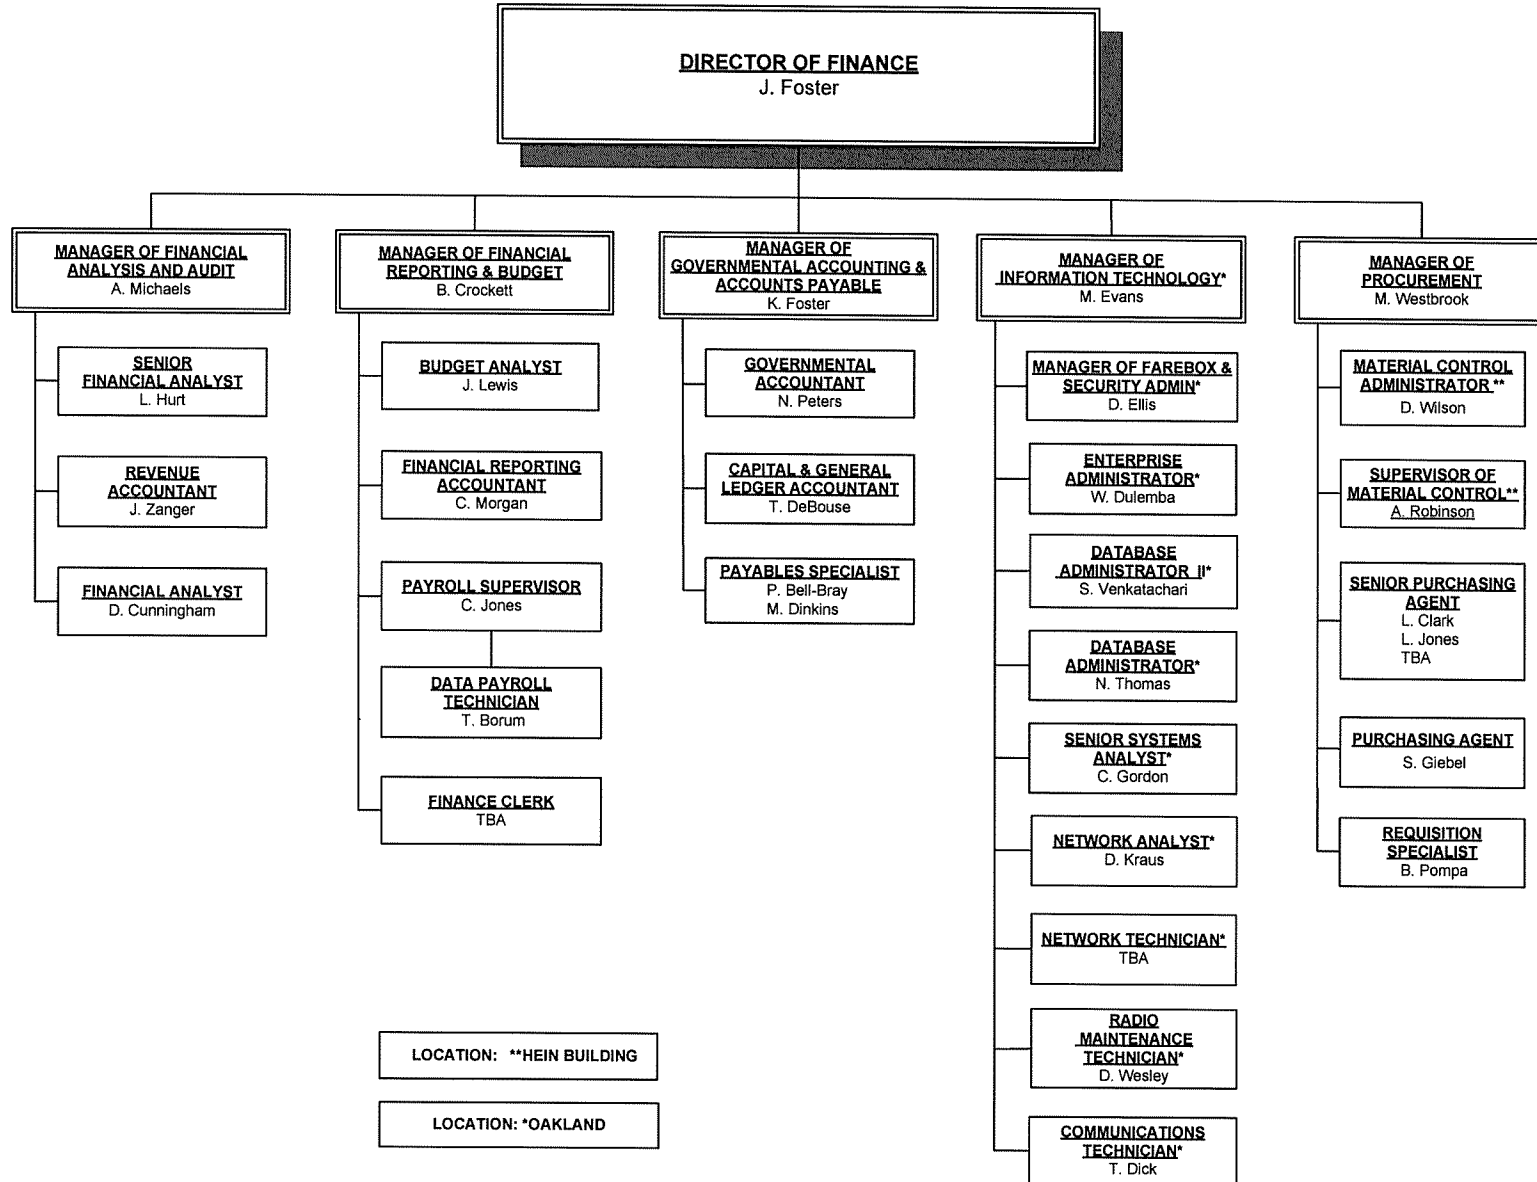 DIRECTOR OF FINANCE
J. Foster
MANAGER OF FINANCIAL
ANALYSIS AND AUDIT
A. Michaels
SENIOR
FINANCIAL ANALYST
L. Hurt
REVENUE
ACCOUNTANT
J. Zanger
FINANCIAL ANALYST
D. Cunningham
MANAGER OF FINANCIAL
REPORTING & BUDGET
B. Crockett
BUDGET ANALYST
J. Lewis
FINANCIAL REPORTING
ACCOUNTANT
C. Morgan
PAYROLL SUPERVISOR
C. Jones
DATA PAYROLL
TECHNICIAN
T. Borum
FINANCE CLERK
TBA
MANAGER OF
GOVERNMENTAL ACCOUNTING &
ACCOUNTS PAYABLE
K. Foster
GOVERNMENTAL
ACCOUNTANT
N. Peters
CAPITAL & GENERAL
LEDGER ACCOUNTANT
T. DeBouse
PAYABLES SPECIALIST
P. Bell-Bray
M. Dinkins
MANAGER OF
INFORMATION TECHNOLOGY*
M. Evans
MANAGER OF FAREBOX &
SECURITY ADMIN*
D. Ellis
ENTERPRISE
ADMINISTRATOR*
W. Dulemba
DATABASE
ADMINISTRATOR II*
S. Venkatachari
DATABASE
ADMINISTRATOR*
N. Thomas
SENIOR SYSTEMS
ANALYST*
C. Gordon
NETWORK ANALYST*
D. Kraus
NETWORK TECHNICIAN*
TBA
RADIO
MAINTENANCE
TECHNICIAN*
D. Wesley
COMMUNICATIONS
TECHNICIAN*
T. Dick
MANAGER OF
PROCUREMENT
M. Westbrook
MATERIAL CONTROL
ADMINISTRATOR **
D. Wilson
SUPERVISOR OF
MATERIAL CONTROL**
A. Robinson
SENIOR PURCHASING
AGENT
L. Clark
L. Jones
TBA
PURCHASING AGENT
S. Giebel
REQUISITION
SPECIALIST
B. Pompa
LOCATION: **HEIN BUILDING
LOCATION: *OAKLAND